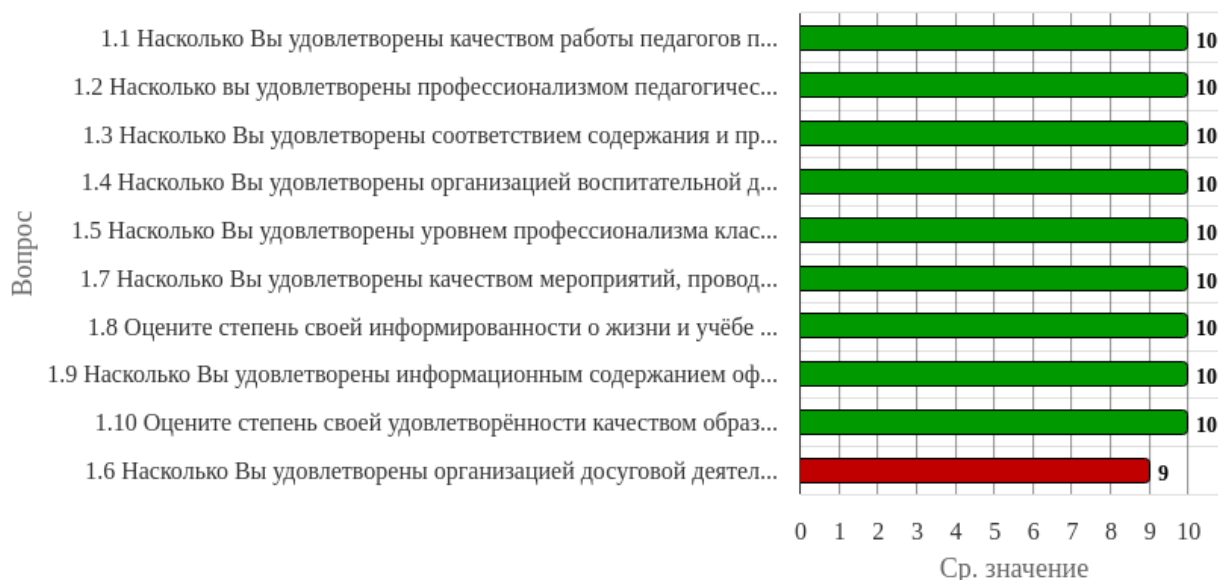 1.1 Насколько Вы удовлетворены качеством работы педагогов п... 10
1.2 Насколько вы удовлетворены профессионализмом педагогичес... 10
1.3 Насколько Вы удовлетворены соответствием содержания и пр... 10
1.4 Насколько Вы удовлетворены организацией воспитательной д... 10
1.5 Насколько Вы удовлетворены уровнем профессионализма клас... 10
1.7 Насколько Вы удовлетворены качеством мероприятий, провод... 10
1.8 Оцените степень своей информированности о жизни и учёбе ... 10
1.9 Насколько Вы удовлетворены информационным содержанием оф... 10
1.10 Оцените степень своей удовлетворённости качеством образ... 10
1.6 Насколько Вы удовлетворены организацией досуговой деятел... 9
Вопрос
0 1 2 3 4 5 6 7 8 9 10
Ср. значение